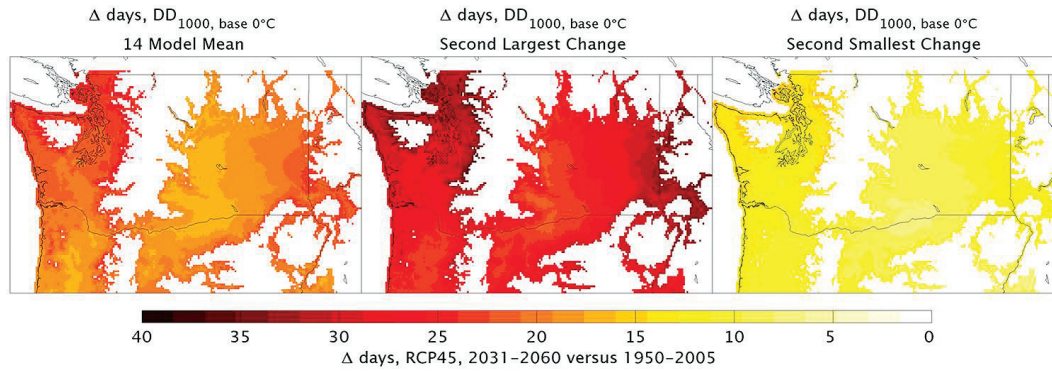 Δ days, DD1000, base 0°C
14 Model Mean
Δ days, DD1000, base 0°C
Second Largest Change
Δ days, DD1000, base 0°C
Second Smallest Change
40 35 30 25 20 15 10 5 0
Δ days, RCP45, 2031–2060 versus 1950–2005